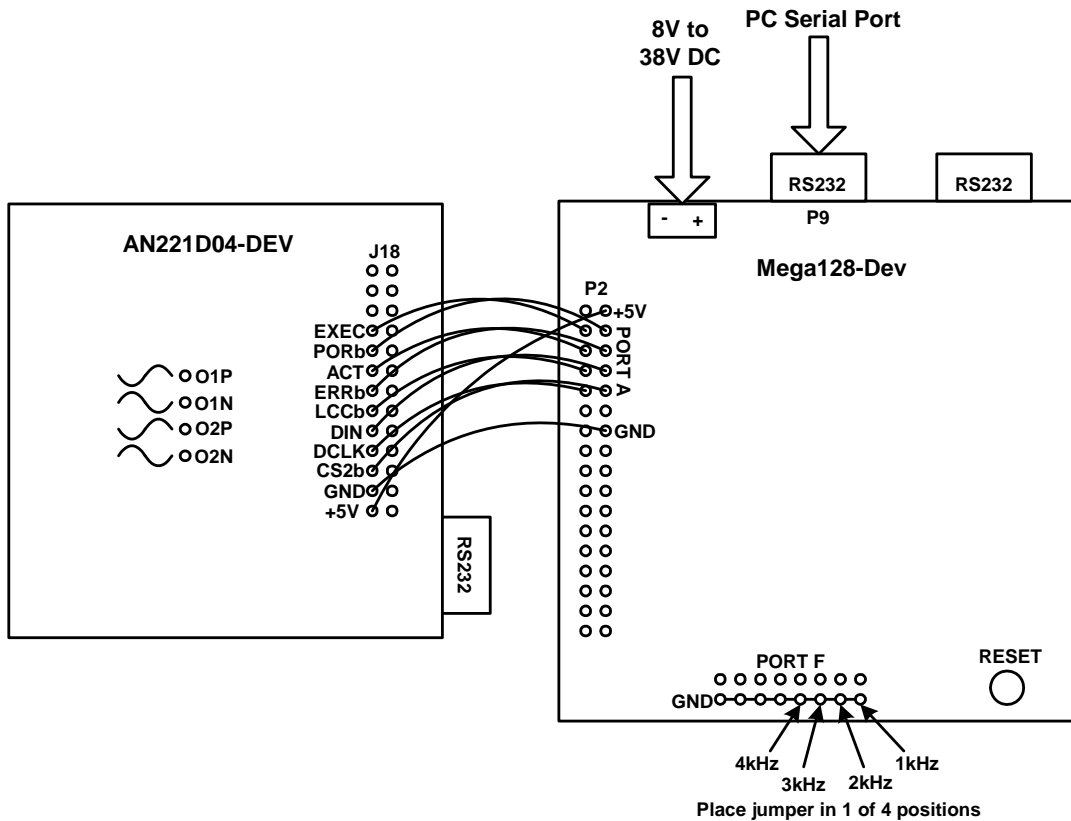 8V to
38V DC
PC Serial Port
RS232
RS232
- +
P9
AN221D04-DEV
Mega128-Dev
J18
P2
+5V
PORT A
GND
EXEC
PORb
ACT
ERRb
LCCb
DIN
DCLK
CS2b
GND
+5V
O1P
O1N
O2P
O2N
RS232
PORT F
GND
RESET
4kHz
3kHz
2kHz
1kHz
Place jumper in 1 of 4 positions